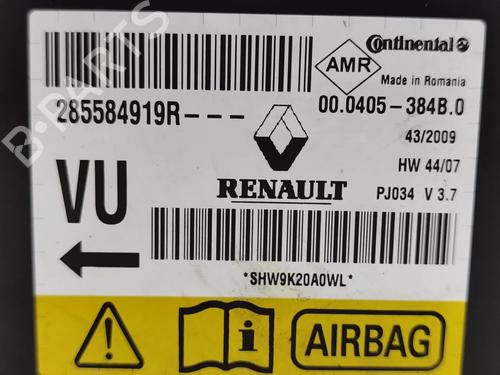 Continental
AMR
Made in Romania
285584919R---
00.0405-384B.0
43/2009
HW 44/07
VU
RENAULT
PJ034 V 3.7
*SHW9K20A0WL*
AIRBAG
B-PARTS